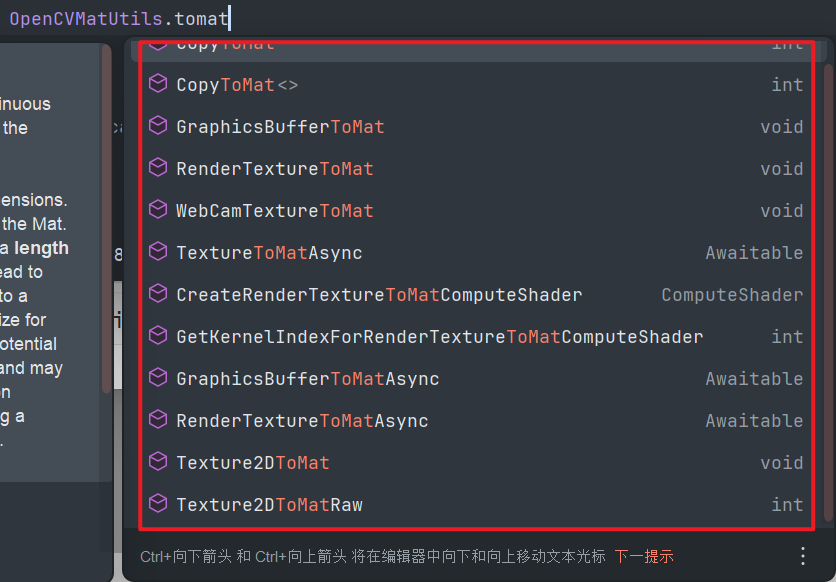 OpenCVMatUtils.tomat
CopyToMat int
CopyToMat<> int
GraphicsBufferToMat void
RenderTextureToMat void
WebCamTextureToMat void
TextureToMatAsync Awaitable
CreateRenderTextureToMatComputeShader ComputeShader
GetKernelIndexForRenderTextureToMatComputeShader int
GraphicsBufferToMatAsync Awaitable
RenderTextureToMatAsync Awaitable
Texture2DToMat void
Texture2DToMatRaw int
Ctrl+向下箭头 和 Ctrl+向上箭头 将在编辑器中向下和向上移动文本光标 下一提示
inuous
the
ensions.
the Mat.
a length
ead to
to a
ize for
otential
and may
n
g a
.
8